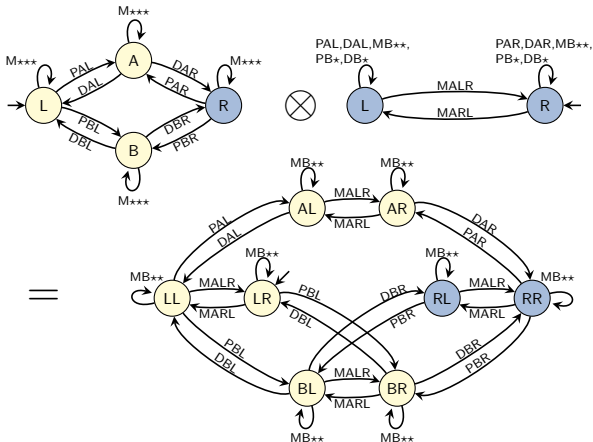 M⋆⋆⋆
M⋆⋆⋆ PAL A DAR M⋆⋆⋆
DAL PAR
L R
PBL DBR
DBL B PBR
M⋆⋆⋆
⊗
PAL,DAL,MB⋆⋆,
PB⋆,DB⋆
PAR,DAR,MB⋆⋆,
PB⋆,DB⋆
MALR
L R
MARL
=
MB⋆⋆ MB⋆⋆
MALR
AL AR
MARL
PAL DAR
DAL PAR
MB⋆⋆ MB⋆⋆ MB⋆⋆ MB⋆⋆
MALR PBL DBR MALR
LL LR RL RR
MARL DBL PBR MARL
PBL DBR
DBL PBR
MALR
BL BR
MARL
MB⋆⋆ MB⋆⋆